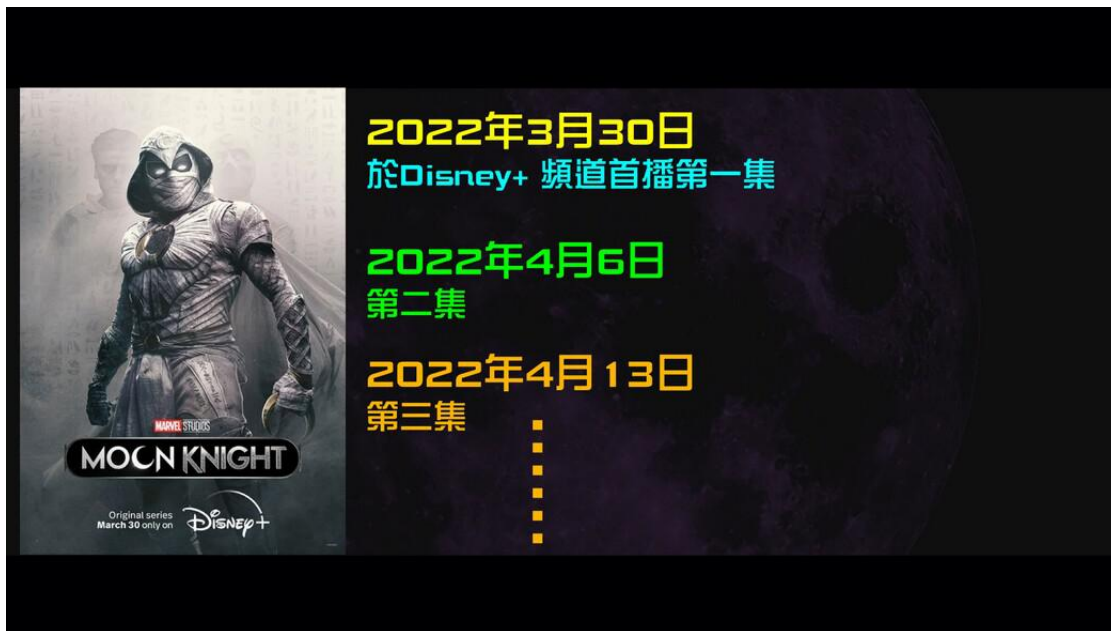 2022年3月30日
於Disney+ 頻道首播第一集
2022年4月6日
第二集
2022年4月13日
第三集
MARVEL STUDIOS
MOON KNIGHT
Original series
March 30 only on
Disney+